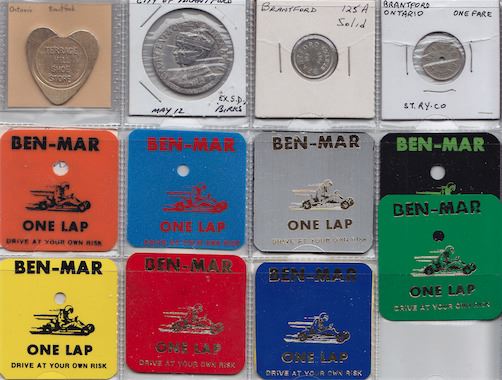 Ontario Brantford
TERRACE
HILL
SHOE
STORE
CITY OF BRANTFORD
MAY 12
EX.S.D.
BIRKS
BRANTFORD 125A
Solid
BRANTFORD
ONTARIO ONE FARE
ST.RY.CO
BEN-MAR
ONE LAP
DRIVE AT YOUR OWN RISK
BEN-MAR
ONE LAP
DRIVE AT YOUR OWN RISK
BEN-MAR
ONE LAP
DRIVE AT YOUR OWN RISK
BEN-MAR
BEN-MAR
ONE LAP
DRIVE AT YOUR OWN RISK
BEN-MAR
ONE LAP
DRIVE AT YOUR OWN RISK
BEN-MAR
ONE LAP
DRIVE AT YOUR OWN RISK
BEN-MAR
ONE LAP
DRIVE AT YOUR OWN RISK